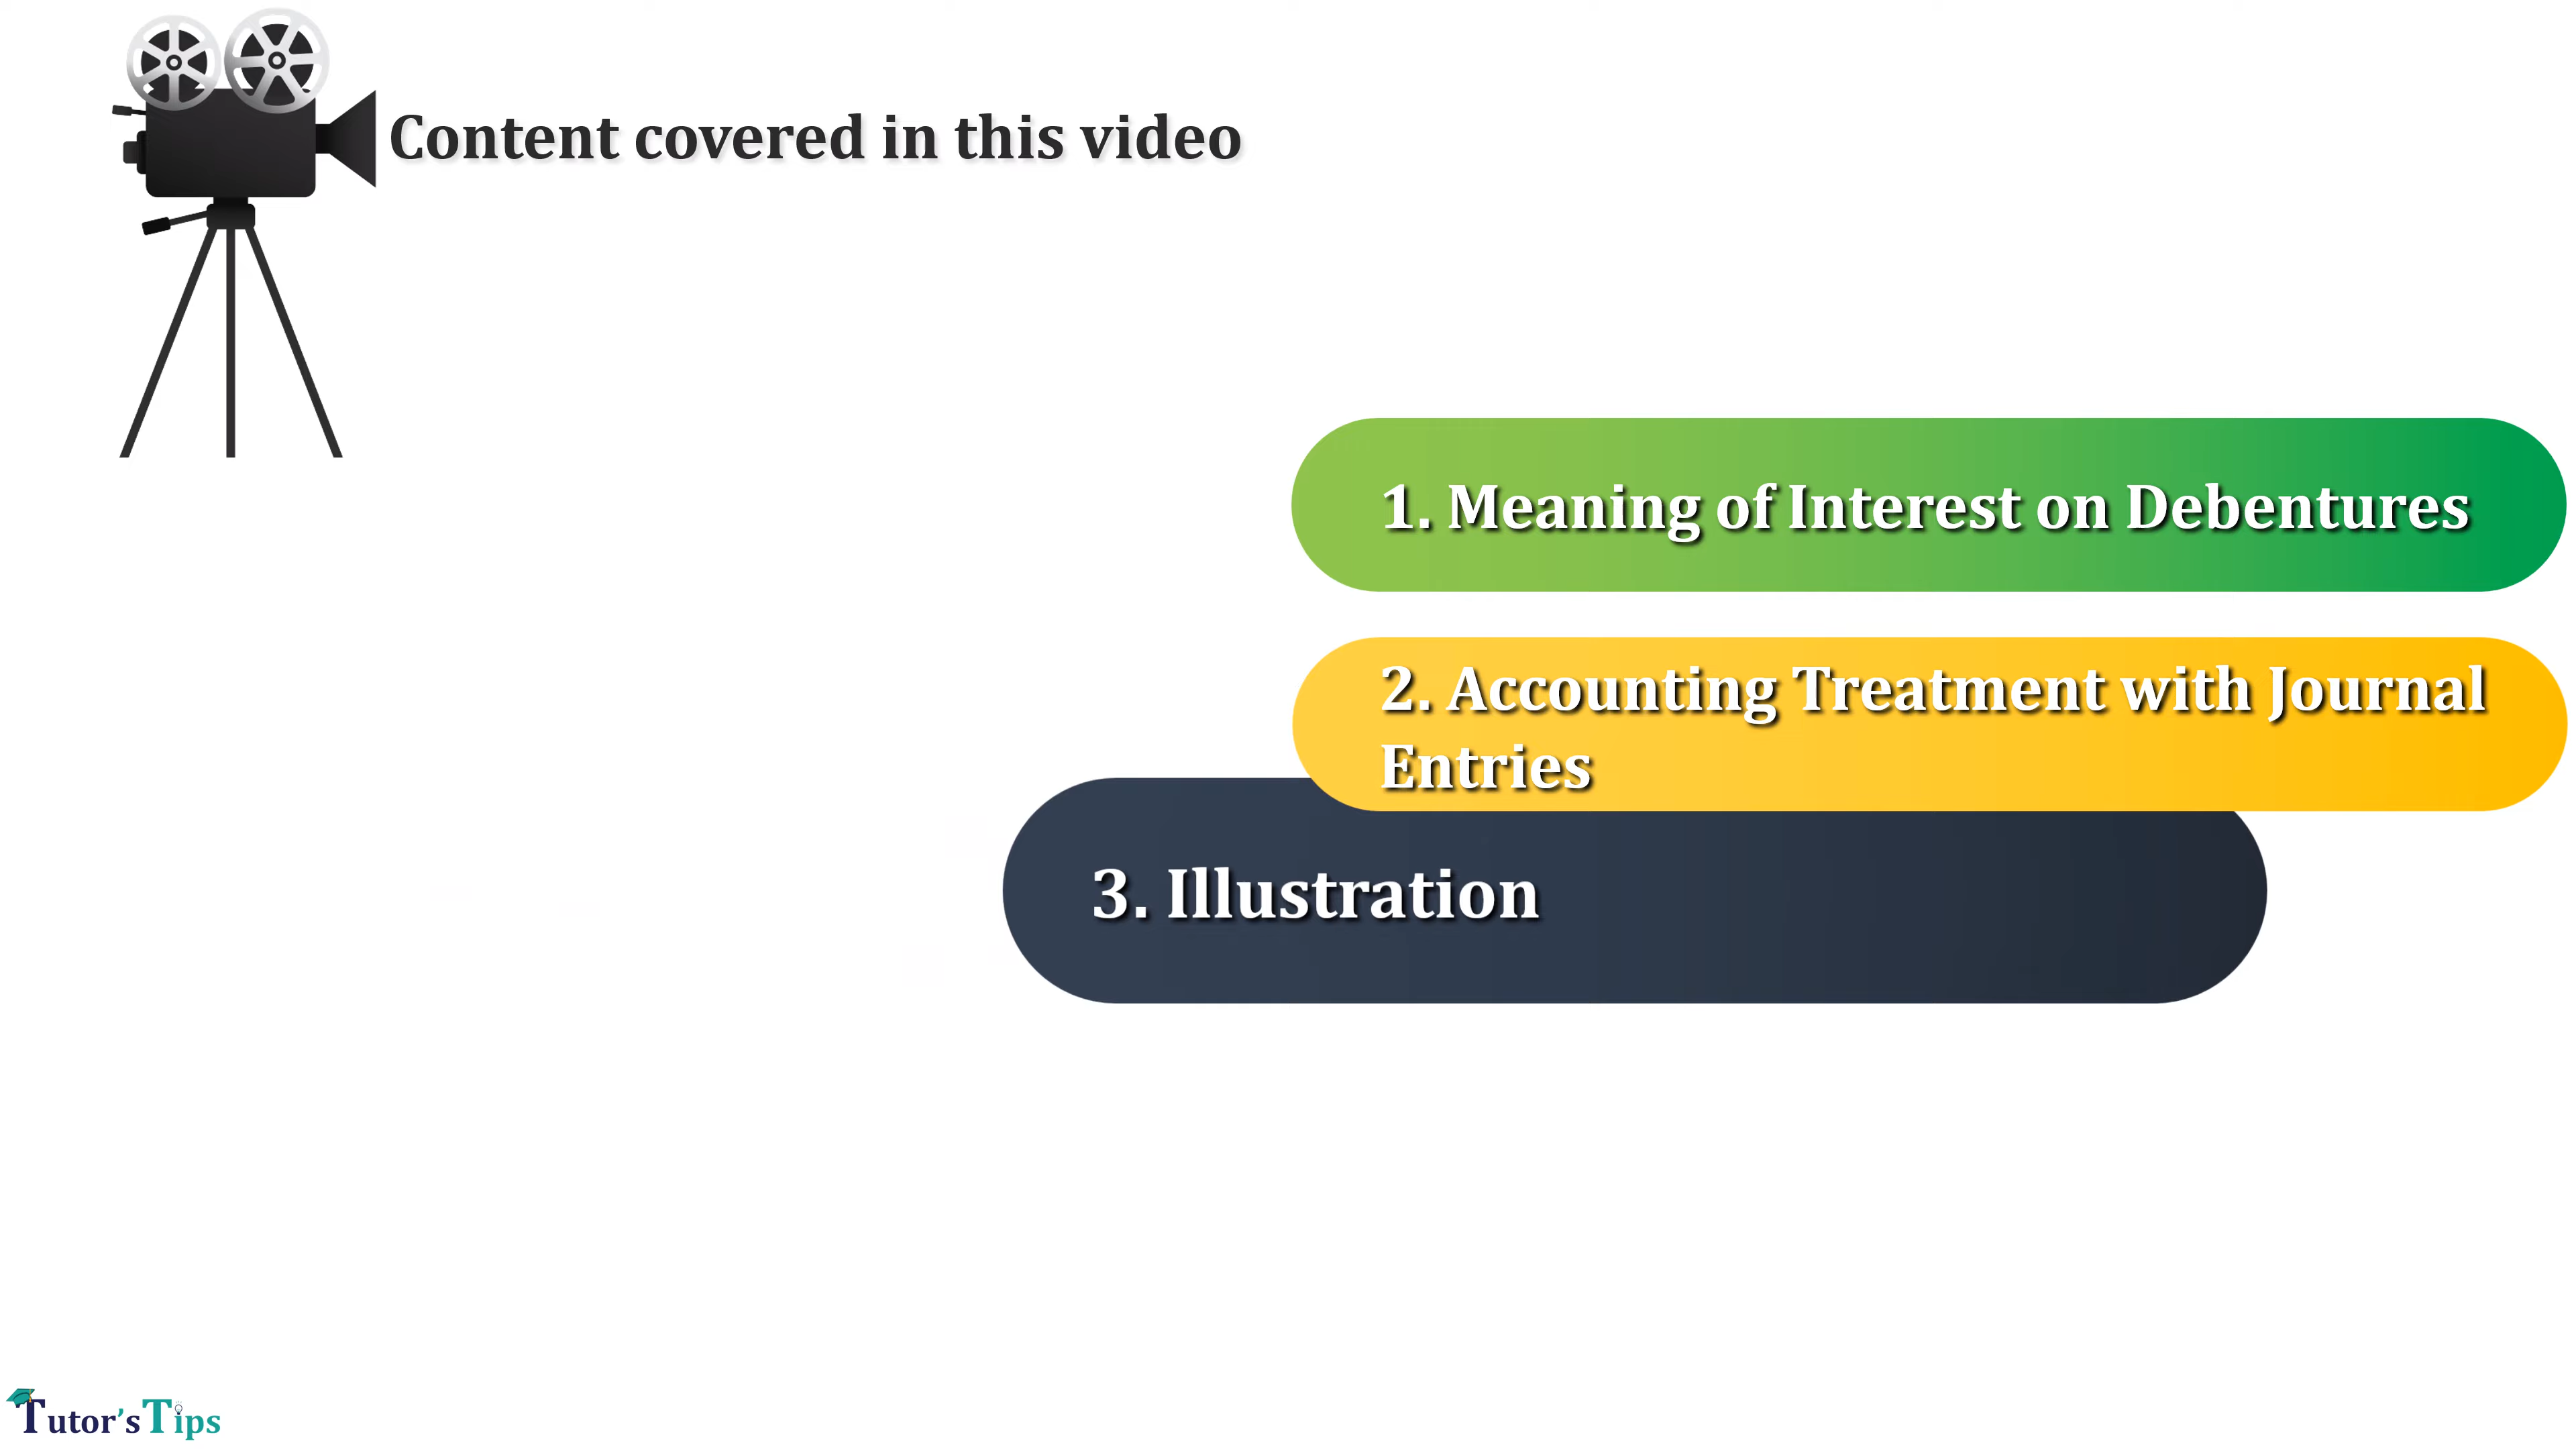 Content covered in this video
1. Meaning of Interest on Debentures
2. Accounting Treatment with Journal
Entries
3. Illustration
Tutor'sTips